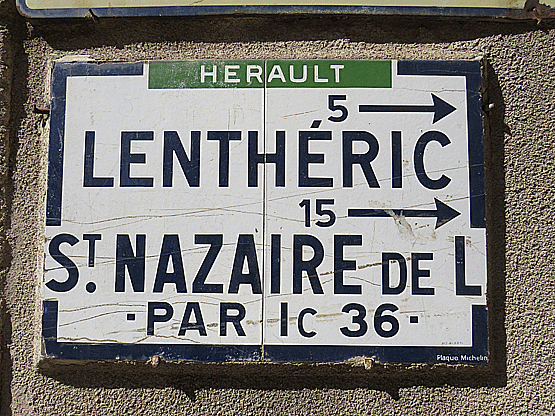 HERAULT
5
LENTHÉRIC
15
ST. NAZAIRE DE L
·PAR IC 36·
Plaque Michelin